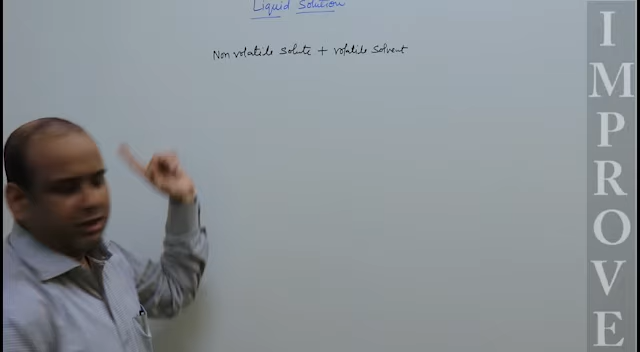 Liquid Solution
Non volatile solute + volatile solvent
IMPROVE